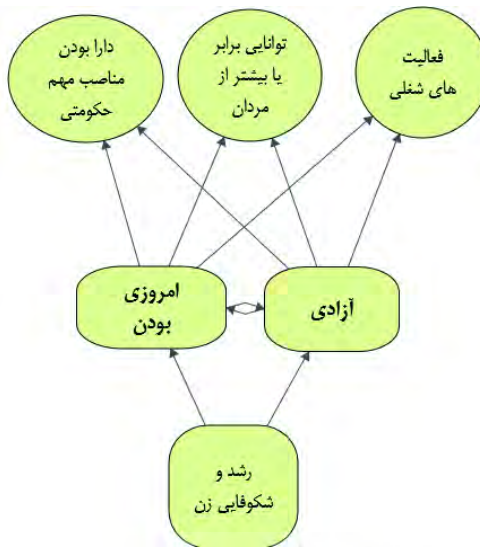 فعالیت
های شغلی
توانایی برابر
یا بیشتر از
مردان
دارا بودن
مناصب مهم
حکومتی
آزادی
امروزی
بودن
رشد و
شکوفایی زن